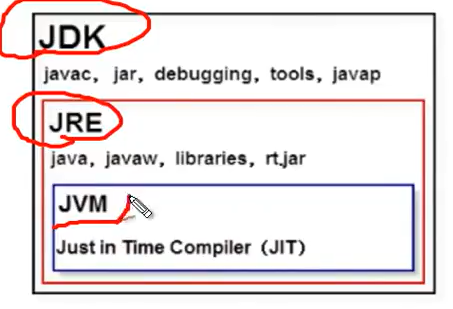 JDK
javac, jar, debugging, tools, javap
JRE
java, javaw, libraries, rt.jar
JVM
Just in Time Compiler (JIT)